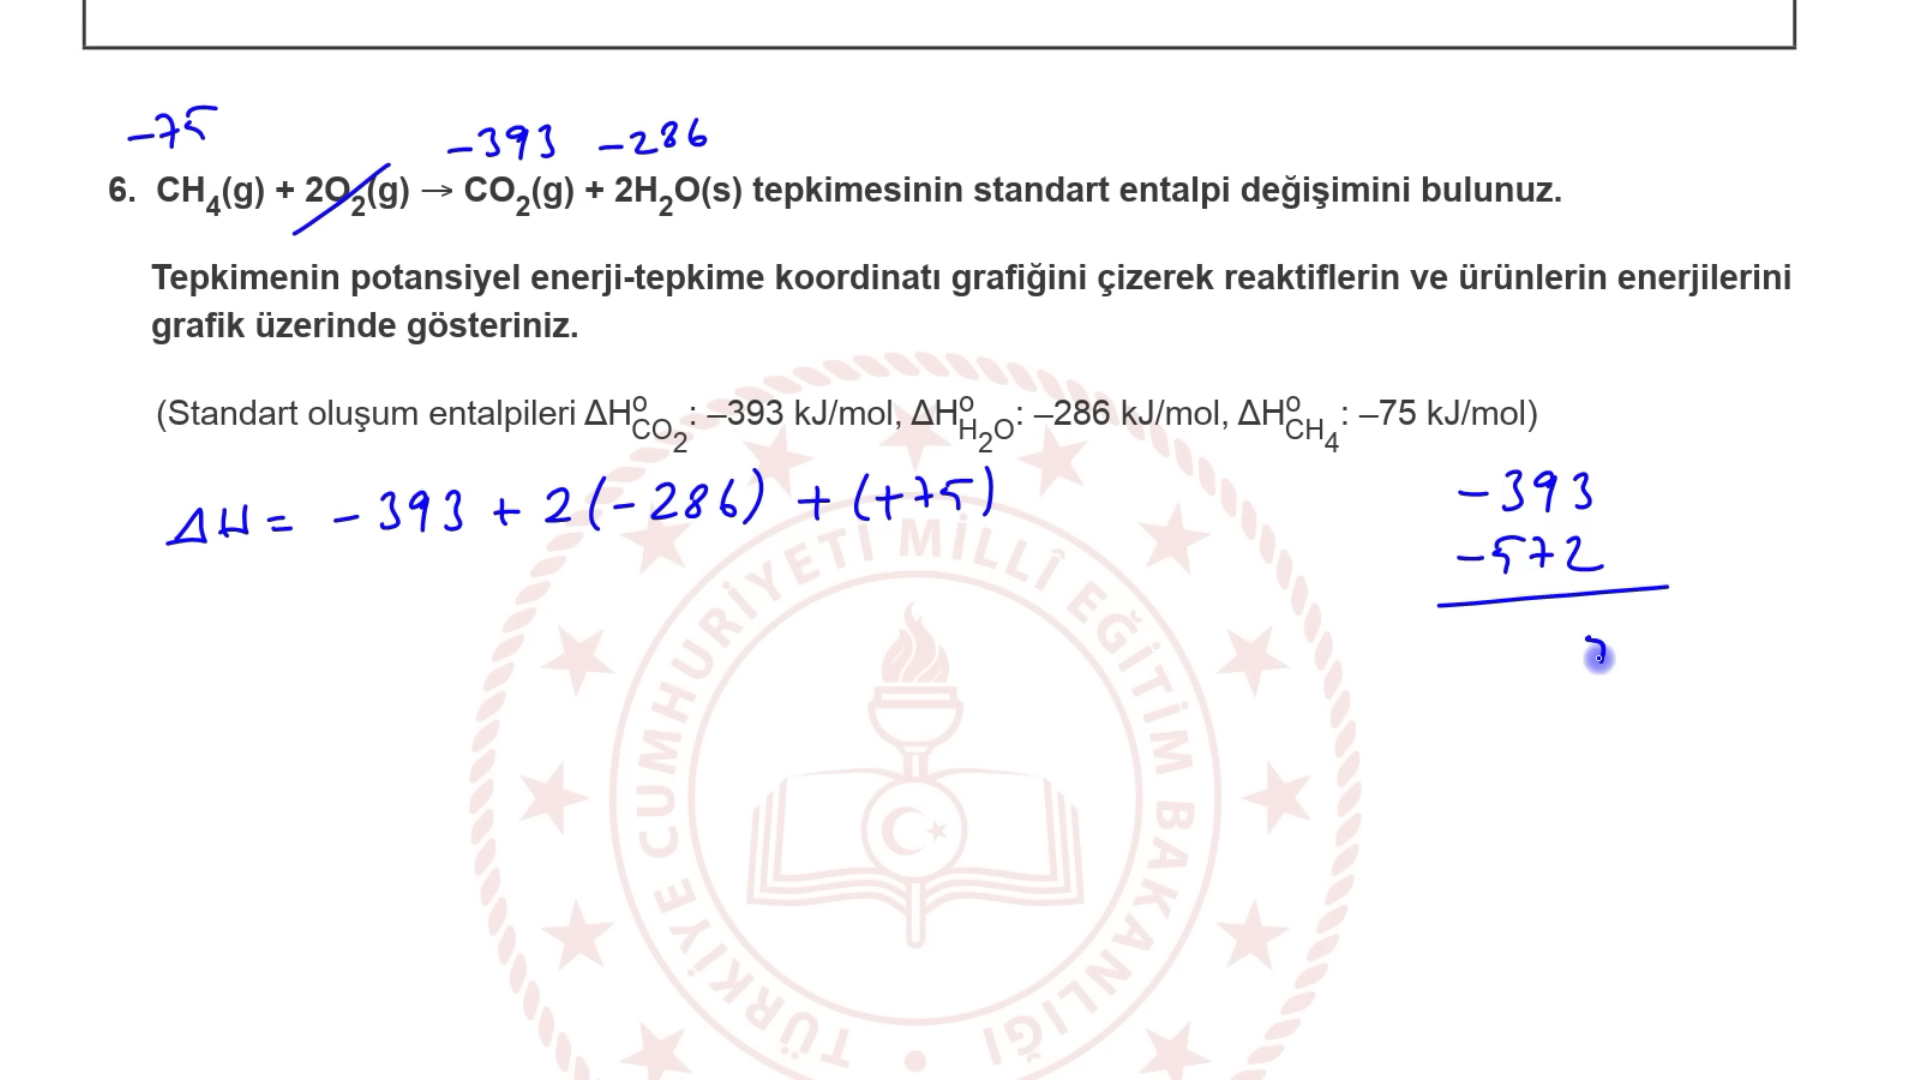 -75
-393 -286
6. CH4(g) + 2O2(g) → CO2(g) + 2H2O(s) tepkimesinin standart entalpi değişimini bulunuz.
Tepkimenin potansiyel enerji-tepkime koordinatı grafiğini çizerek reaktiflerin ve ürünlerin enerjilerini
grafik üzerinde gösteriniz.
(Standart oluşum entalpileri ΔH°CO2: –393 kJ/mol, ΔH°H2O: –286 kJ/mol, ΔH°CH4: –75 kJ/mol)
ΔH = -393 + 2(-286) + (+75)
-393
-572
TÜRKİYE CUMHURİYETİ MİLLÎ EĞİTİM BAKANLIĞI